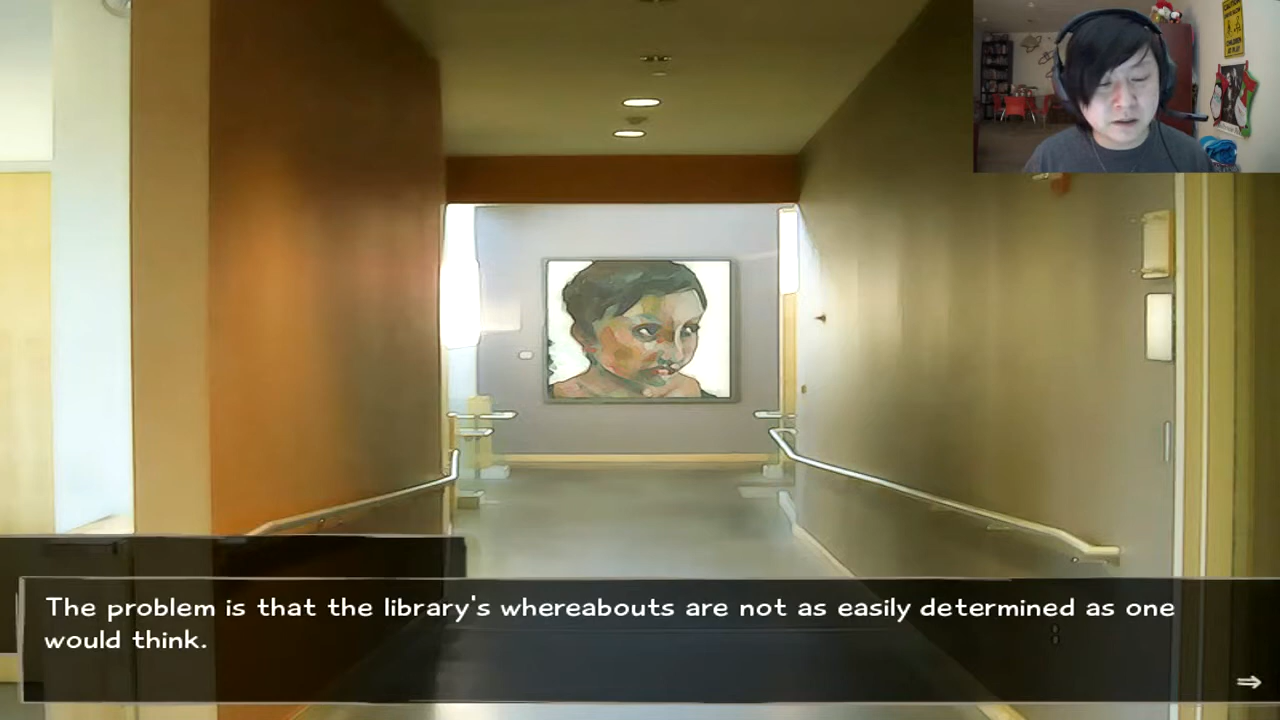 The problem is that the library's whereabouts are not as easily determined as one
would think.